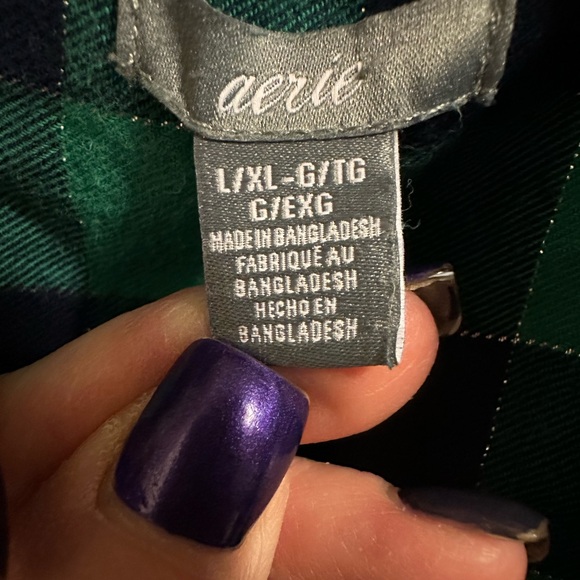 aerie
L/XL-G/TG
G/EXG
MADE IN BANGLADESH
FABRIQUÉ AU
BANGLADESH
HECHO EN
BANGLADESH